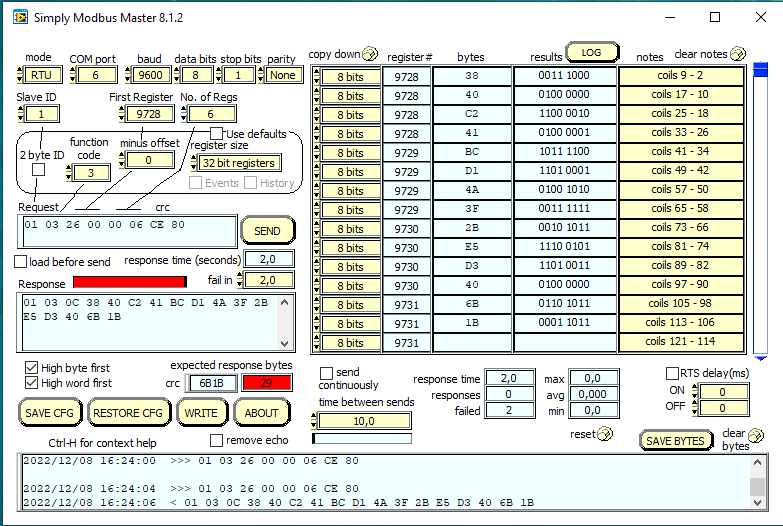 Simply Modbus Master 8.1.2
mode COM port baud data bits stop bits parity
RTU 6 9600 8 1 None
Slave ID First Register No. of Regs
1 9728 6
Use defaults
2 byte ID function code minus offset register size
3 0 32 bit registers
Events History
Request crc
01 03 26 00 00 06 CE 80
SEND
load before send response time (seconds) 2,0
Response fail in 2,0
01 03 0C 38 40 C2 41 BC D1 4A 3F 2B
E5 D3 40 6B 1B
High byte first expected response bytes
High word first crc 6B1B 29
SAVE CFG RESTORE CFG WRITE ABOUT
Ctrl-H for context help remove echo
copy down register# bytes results LOG notes clear notes
8 bits 9728 38 0011 1000 coils 9 - 2
8 bits 9728 40 0100 0000 coils 17 - 10
8 bits 9728 C2 1100 0010 coils 25 - 18
8 bits 9728 41 0100 0001 coils 33 - 26
8 bits 9729 BC 1011 1100 coils 41 - 34
8 bits 9729 D1 1101 0001 coils 49 - 42
8 bits 9729 4A 0100 1010 coils 57 - 50
8 bits 9729 3F 0011 1111 coils 65 - 58
8 bits 9730 2B 0010 1011 coils 73 - 66
8 bits 9730 E5 1110 0101 coils 81 - 74
8 bits 9730 D3 1101 0011 coils 89 - 82
8 bits 9730 40 0100 0000 coils 97 - 90
8 bits 9731 6B 0110 1011 coils 105 - 98
8 bits 9731 1B 0001 1011 coils 113 - 106
8 bits 9731 coils 121 - 114
send continuously
time between sends
10,0
response time 2,0 max 0,0
responses 0 avg 0,000
failed 2 min 0,0
reset
RTS delay(ms)
ON 0
OFF 0
SAVE BYTES clear bytes
2022/12/08 16:24:00 >>> 01 03 26 00 00 06 CE 80
2022/12/08 16:24:04 >>> 01 03 26 00 00 06 CE 80
2022/12/08 16:24:06 < 01 03 0C 38 40 C2 41 BC D1 4A 3F 2B E5 D3 40 6B 1B